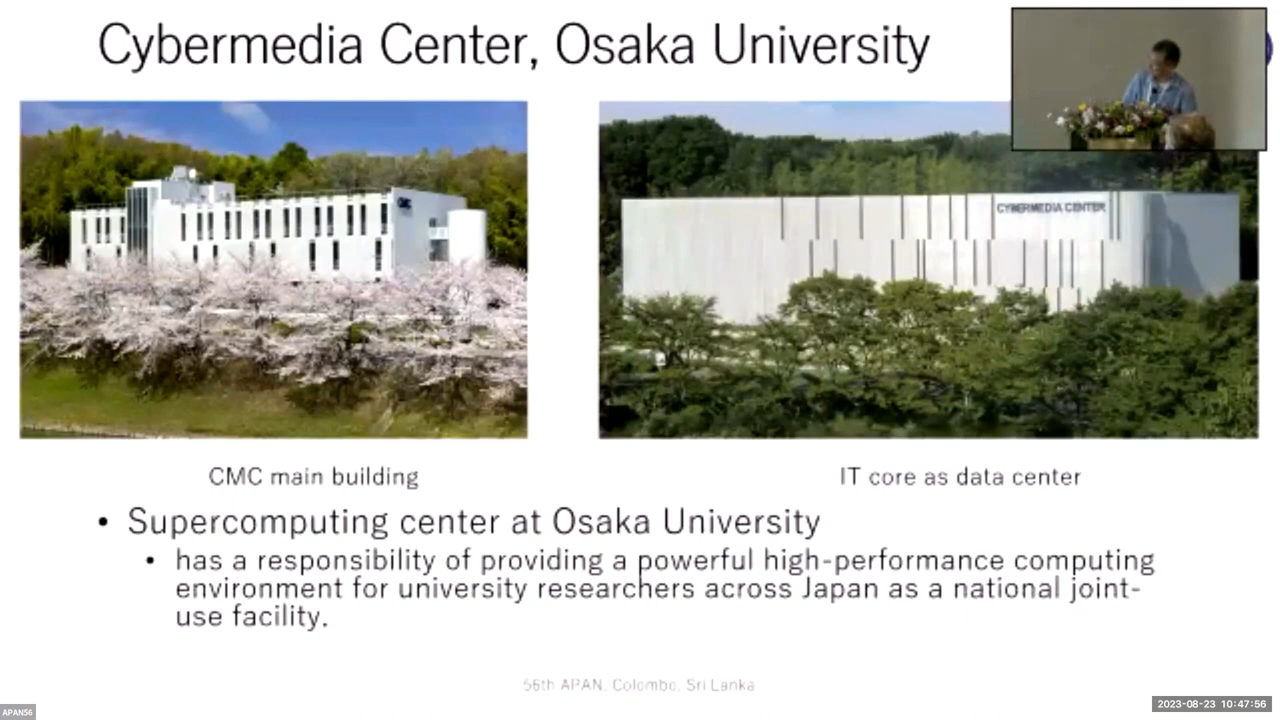 Cybermedia Center, Osaka University
CMC
CYBERMEDIA CENTER
CMC main building
IT core as data center
• Supercomputing center at Osaka University
• has a responsibility of providing a powerful high-performance computing
environment for university researchers across Japan as a national joint-
use facility.
56th APAN, Colombo, Sri Lanka
APAN56
2023-08-23 10:47:56